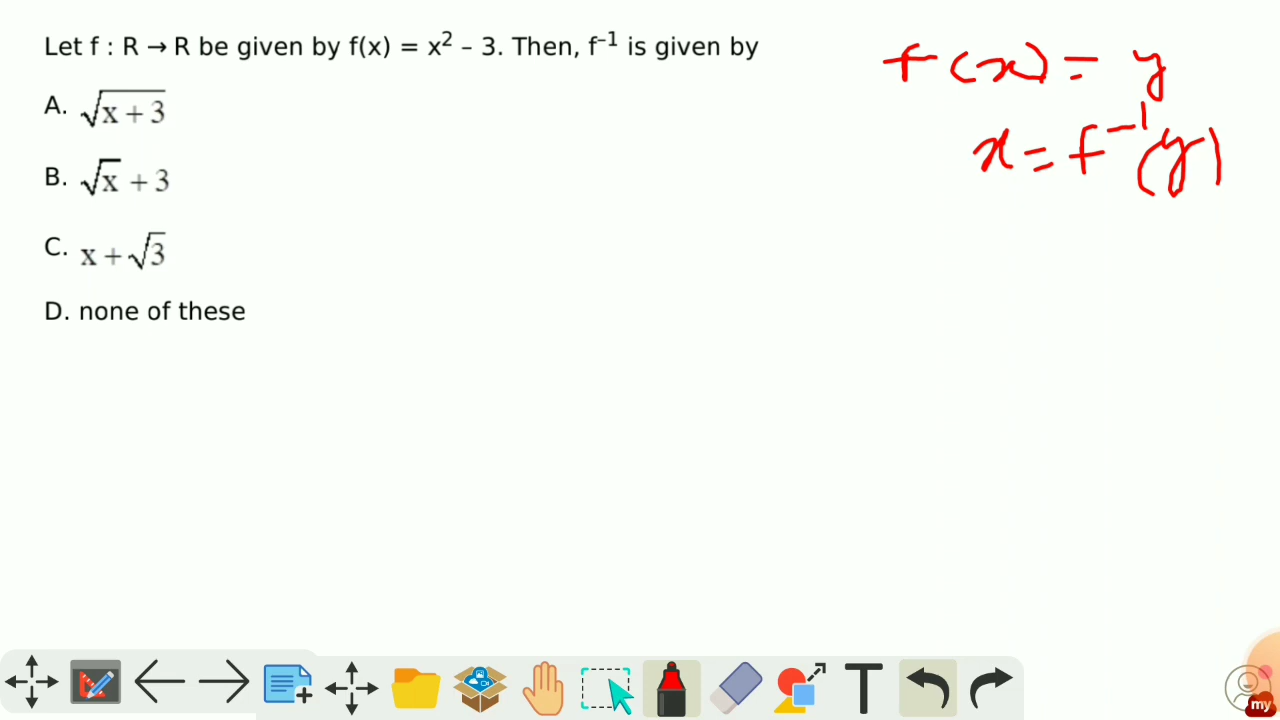 Let f : R → R be given by f(x) = x² – 3. Then, f⁻¹ is given by
A. √(x + 3)
B. √x + 3
C. x + √3
D. none of these
f(x) = y
x = f⁻¹(y)
my